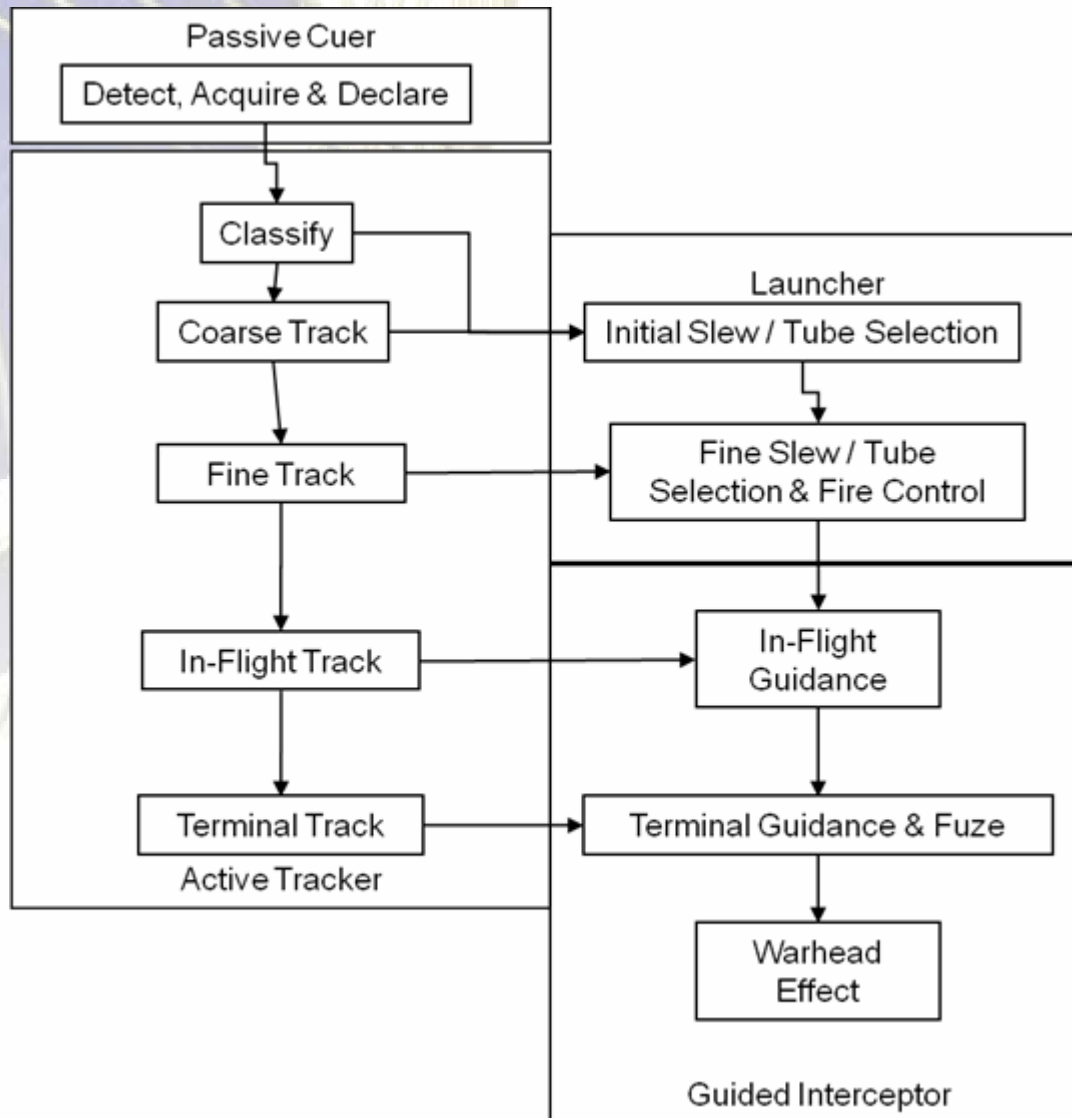 Passive Cuer
Detect, Acquire & Declare
Classify
Coarse Track
Fine Track
In-Flight Track
Terminal Track
Active Tracker
Launcher
Initial Slew / Tube Selection
Fine Slew / Tube
Selection & Fire Control
In-Flight
Guidance
Terminal Guidance & Fuze
Warhead
Effect
Guided Interceptor